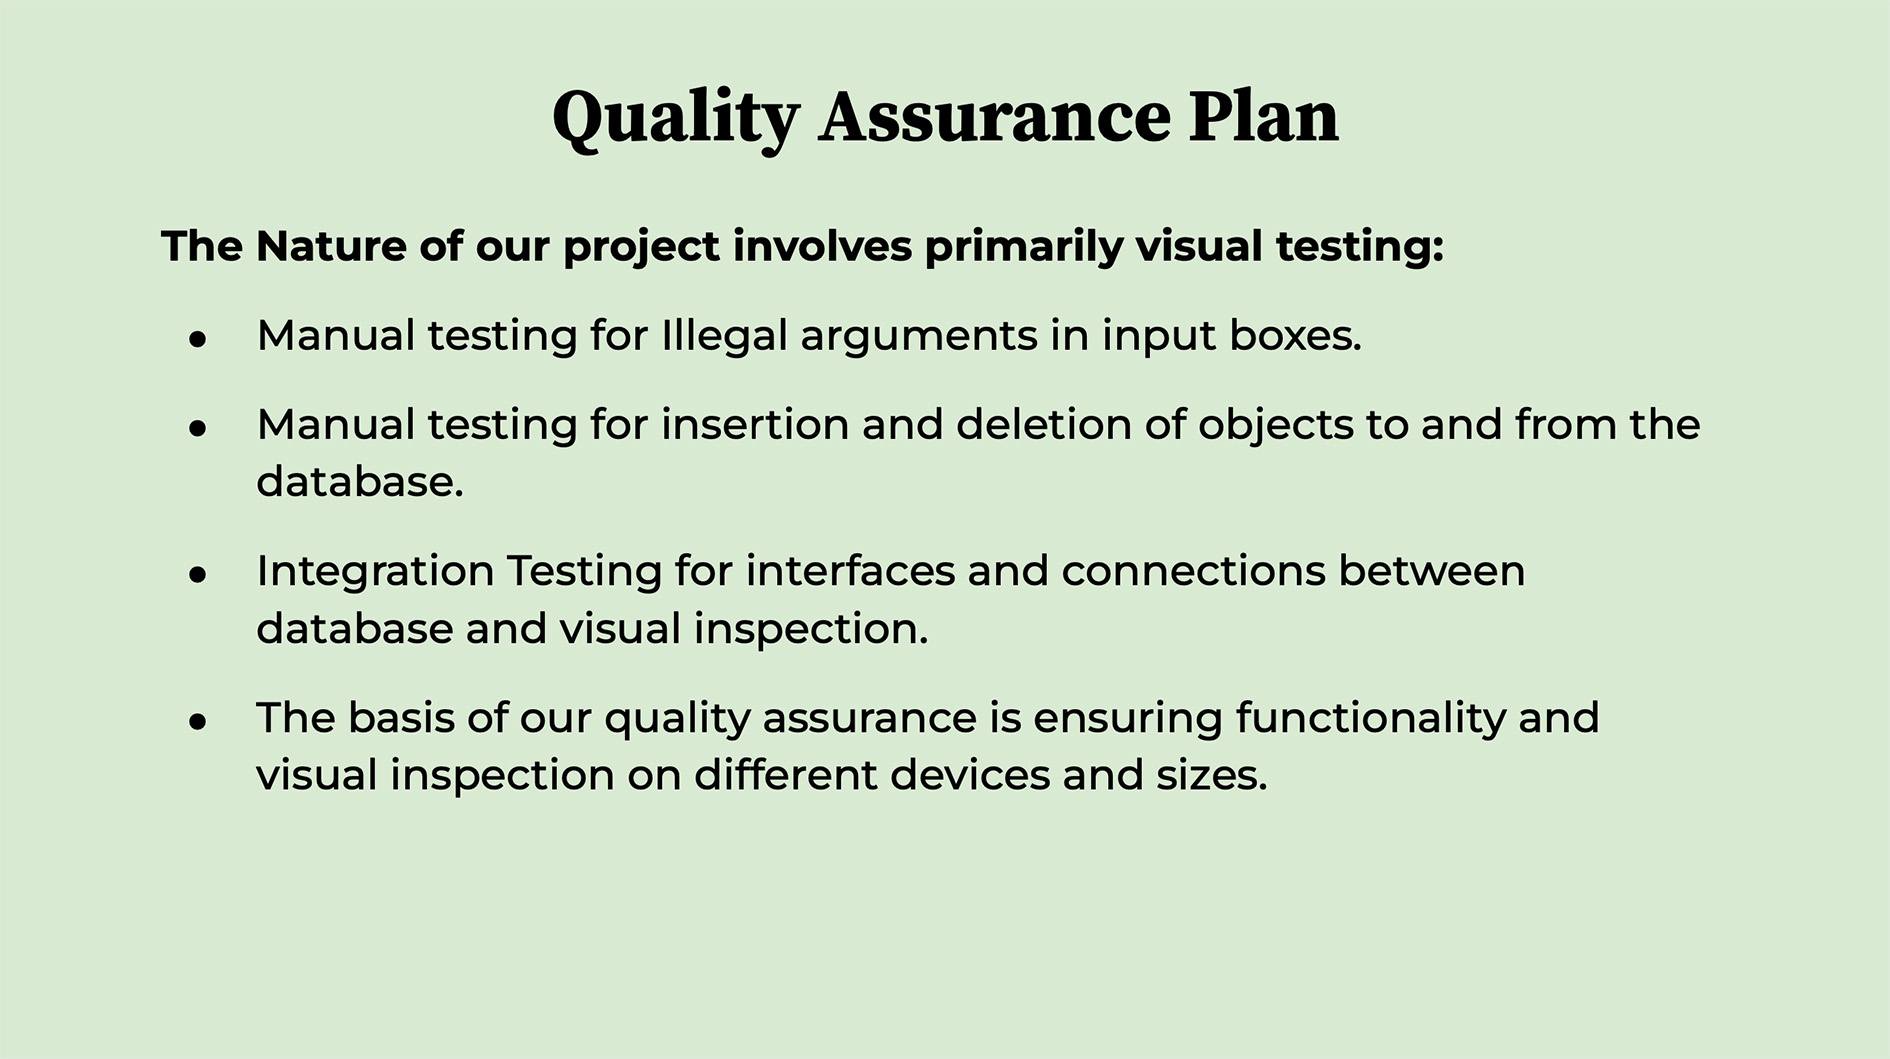 Quality Assurance Plan
The Nature of our project involves primarily visual testing:
● Manual testing for Illegal arguments in input boxes.
● Manual testing for insertion and deletion of objects to and from the
database.
● Integration Testing for interfaces and connections between
database and visual inspection.
● The basis of our quality assurance is ensuring functionality and
visual inspection on different devices and sizes.